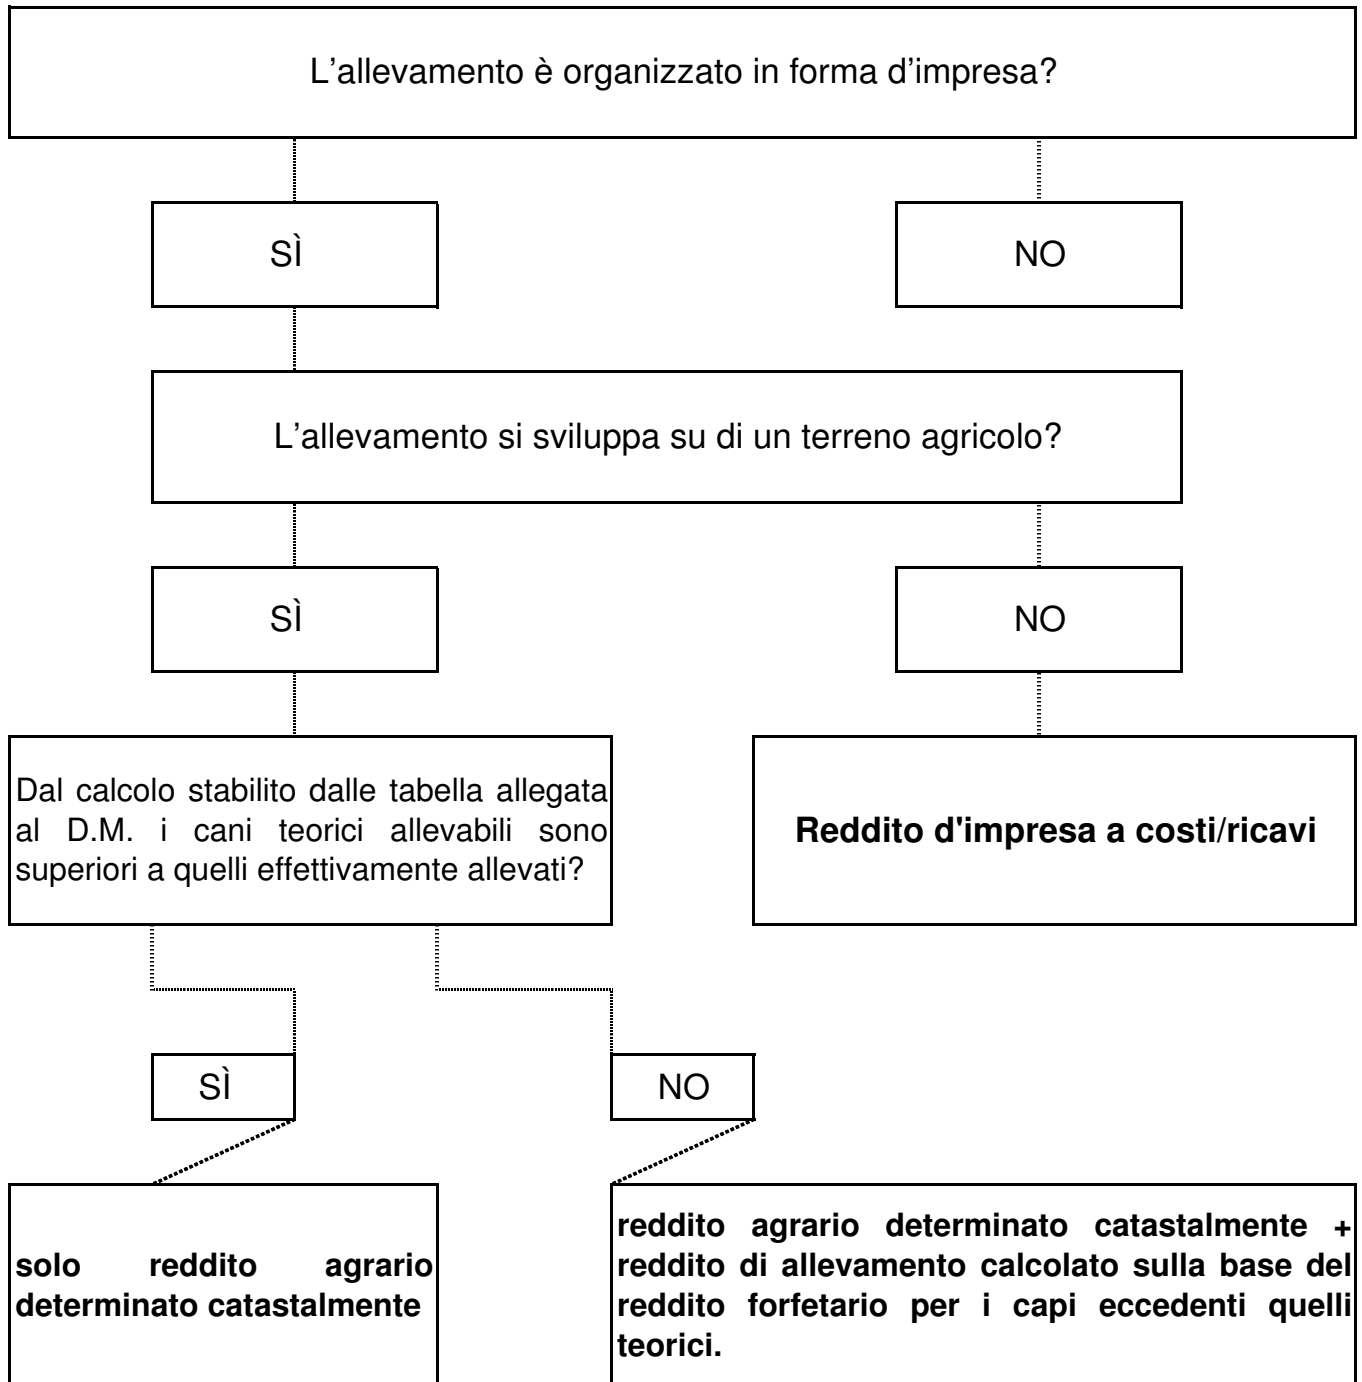 L'allevamento è organizzato in forma d'impresa?
SÌ
NO
L'allevamento si sviluppa su di un terreno agricolo?
SÌ
NO
Dal calcolo stabilito dalle tabella allegata
al D.M. i cani teorici allevabili sono
superiori a quelli effettivamente allevati?
Reddito d'impresa a costi/ricavi
SÌ
NO
solo reddito agrario
determinato catastalmente
reddito agrario determinato catastalmente +
reddito di allevamento calcolato sulla base del
reddito forfetario per i capi eccedenti quelli
teorici.